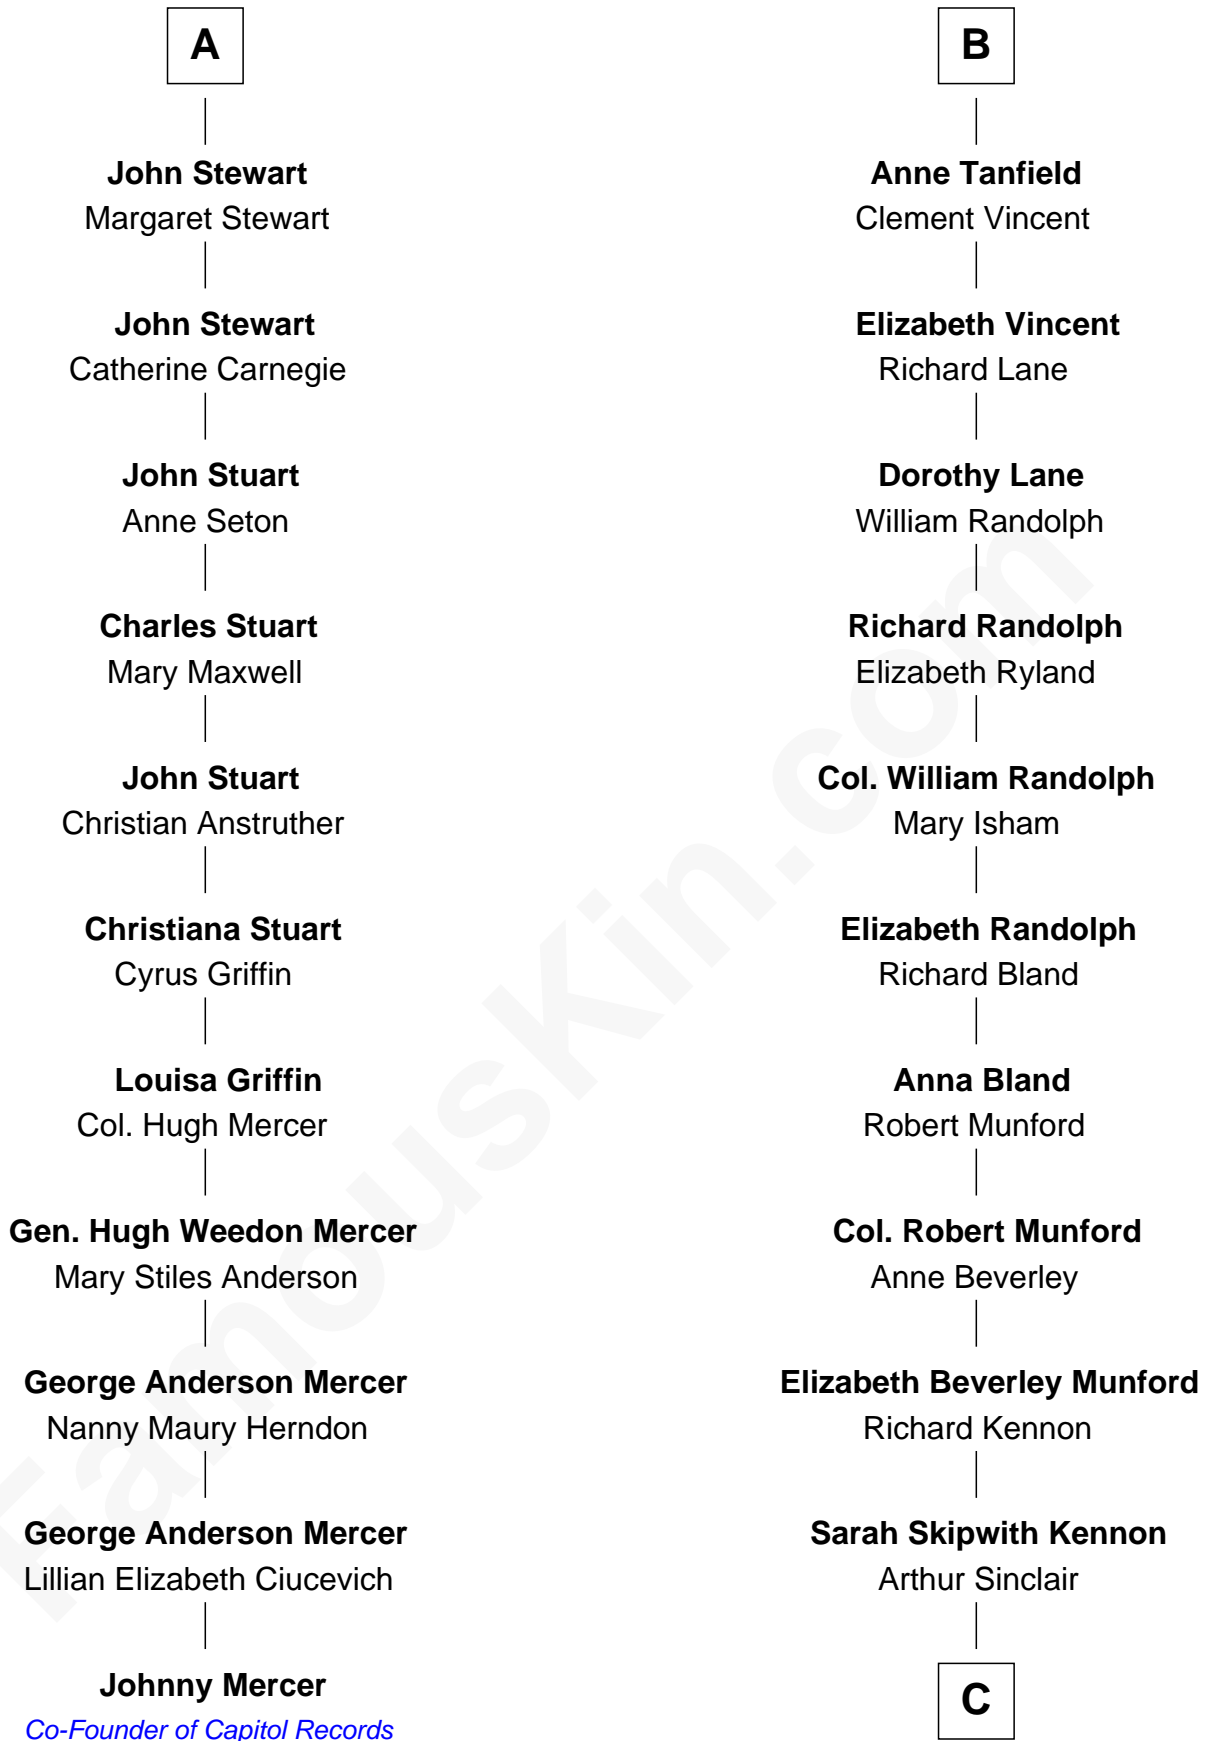 A
John Stewart
Margaret Stewart
John Stewart
Catherine Carnegie
John Stuart
Anne Seton
Charles Stuart
Mary Maxwell
John Stuart
Christian Anstruther
Christiana Stuart
Cyrus Griffin
Louisa Griffin
Col. Hugh Mercer
Gen. Hugh Weedon Mercer
Mary Stiles Anderson
George Anderson Mercer
Nanny Maury Herndon
George Anderson Mercer
Lillian Elizabeth Ciucevich
Johnny Mercer
Co-Founder of Capitol Records
B
Anne Tanfield
Clement Vincent
Elizabeth Vincent
Richard Lane
Dorothy Lane
William Randolph
Richard Randolph
Elizabeth Ryland
Col. William Randolph
Mary Isham
Elizabeth Randolph
Richard Bland
Anna Bland
Robert Munford
Col. Robert Munford
Anne Beverley
Elizabeth Beverley Munford
Richard Kennon
Sarah Skipwith Kennon
Arthur Sinclair
C
FamousKin.com